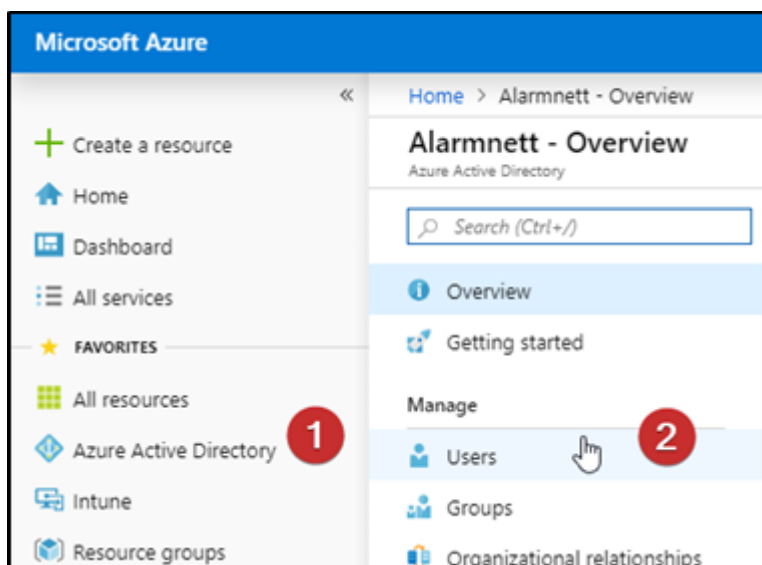 Microsoft Azure
«
Create a resource
Home
Dashboard
All services
FAVORITES
All resources
Azure Active Directory
1
Intune
Resource groups
Home > Alarmnett - Overview
Alarmnett - Overview
Azure Active Directory
Search (Ctrl+/)
Overview
Getting started
Manage
2
Users
Groups
Organizational relationships